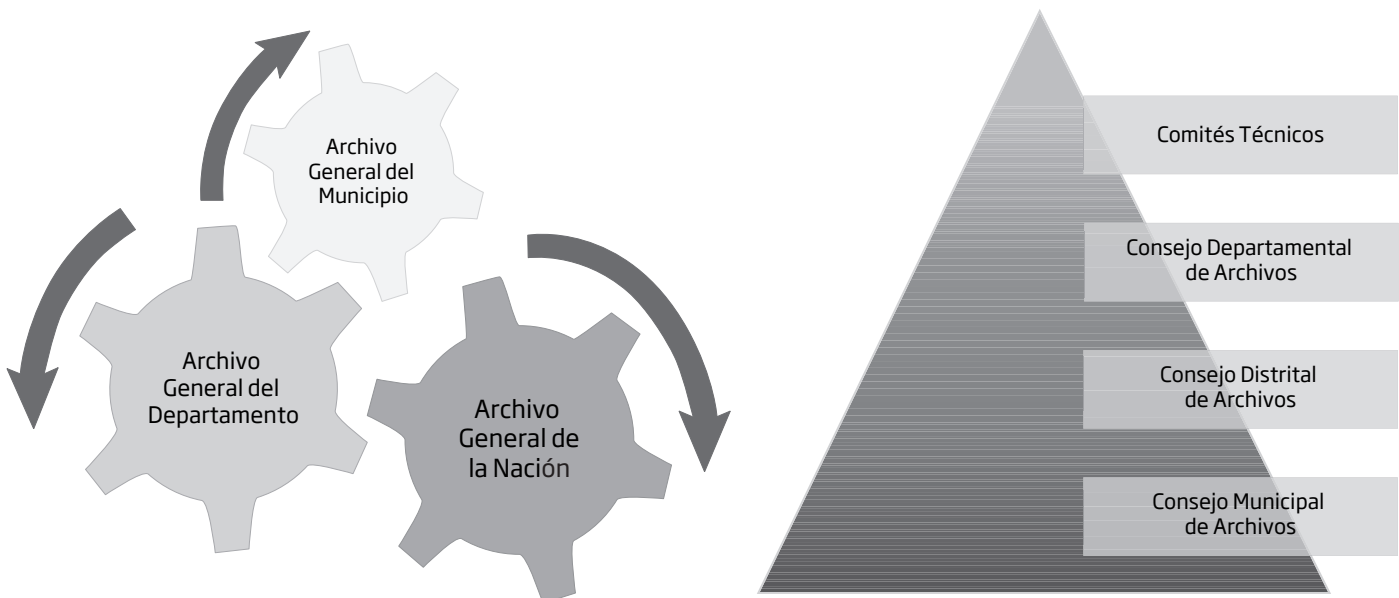 Archivo
General del
Municipio
Archivo
General del
Departamento
Archivo
General de
la Nación
Comités Técnicos
Consejo Departamental
de Archivos
Consejo Distrital
de Archivos
Consejo Municipal
de Archivos